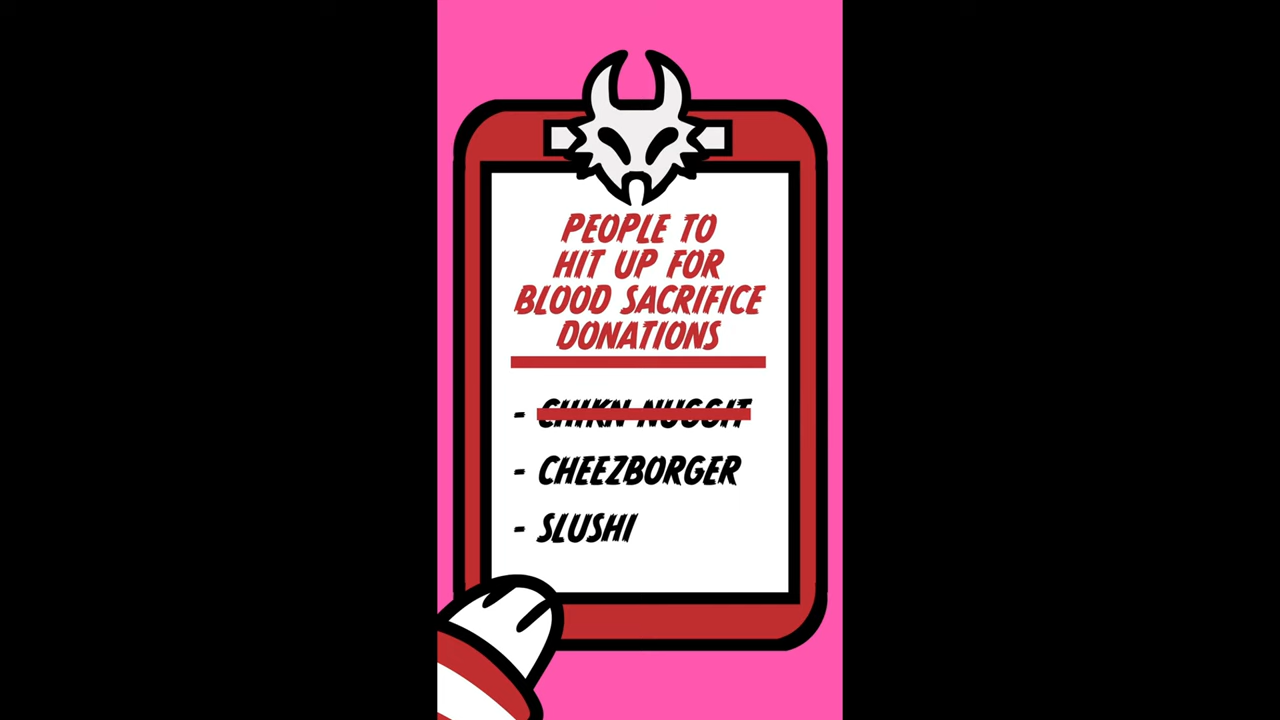 PEOPLE TO
HIT UP FOR
BLOOD SACRIFICE
DONATIONS
- CHIKN NUGGIT
- CHEEZBORGER
- SLUSHI